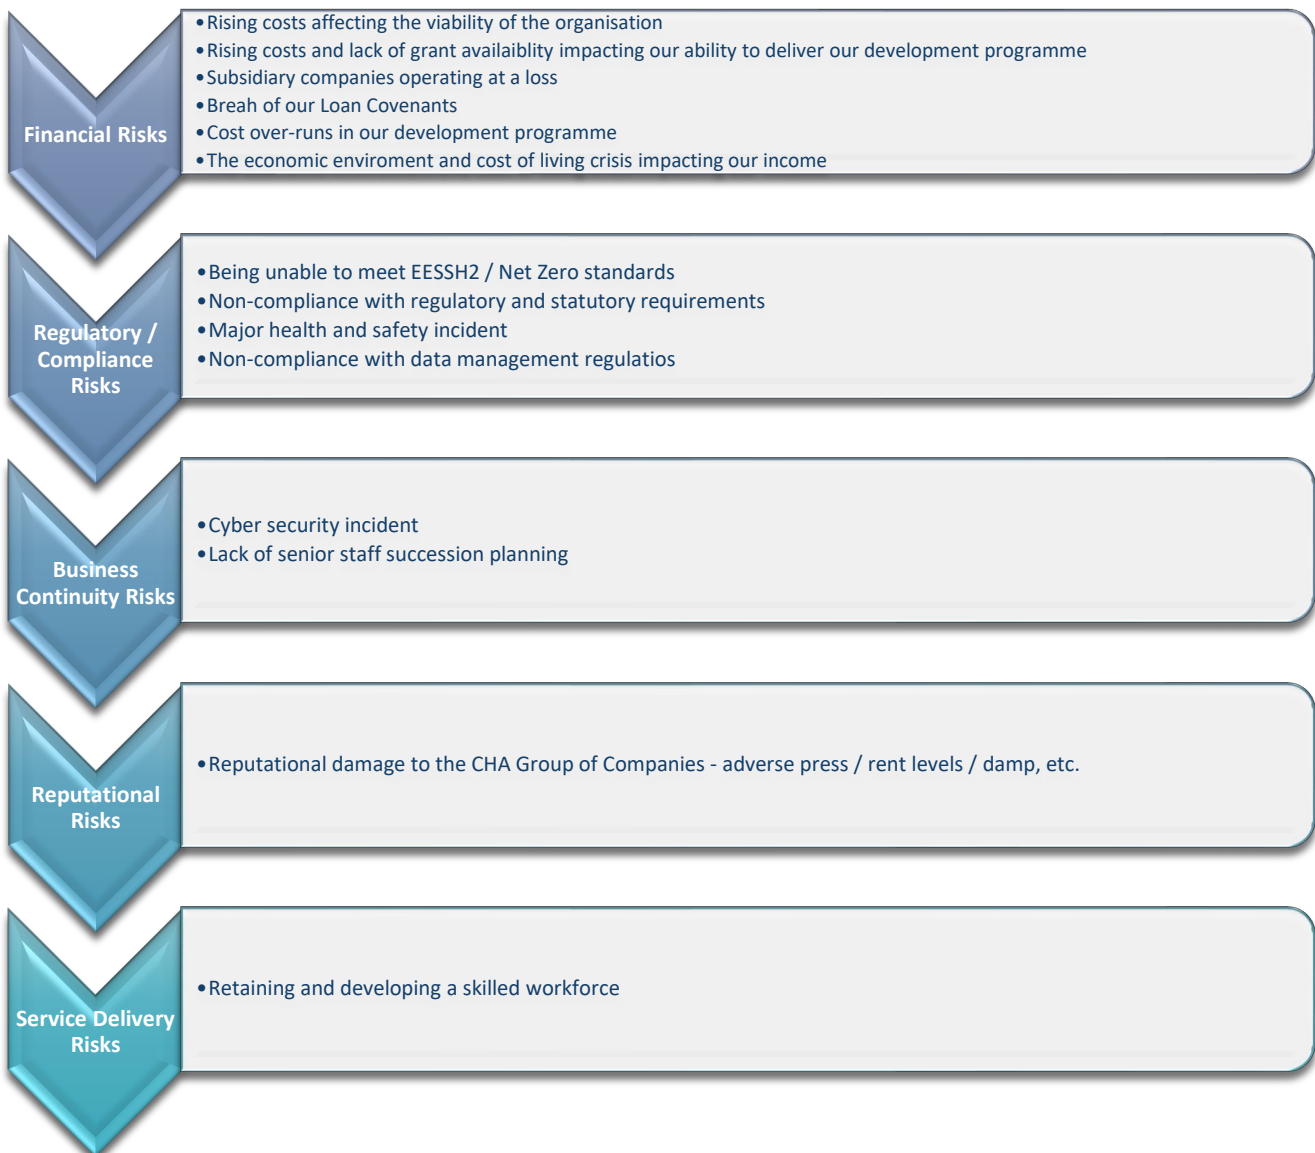 •Rising costs affecting the viability of the organisation
•Rising costs and lack of grant availaiblity impacting our ability to deliver our development programme
•Subsidiary companies operating at a loss
•Breah of our Loan Covenants
•Cost over-runs in our development programme
•The economic enviroment and cost of living crisis impacting our income
Financial Risks
•Being unable to meet EESSH2 / Net Zero standards
•Non-compliance with regulatory and statutory requirements
•Major health and safety incident
•Non-compliance with data management regulatios
Regulatory /
Compliance
Risks
•Cyber security incident
•Lack of senior staff succession planning
Business
Continuity Risks
•Reputational damage to the CHA Group of Companies - adverse press / rent levels / damp, etc.
Reputational
Risks
•Retaining and developing a skilled workforce
Service Delivery
Risks